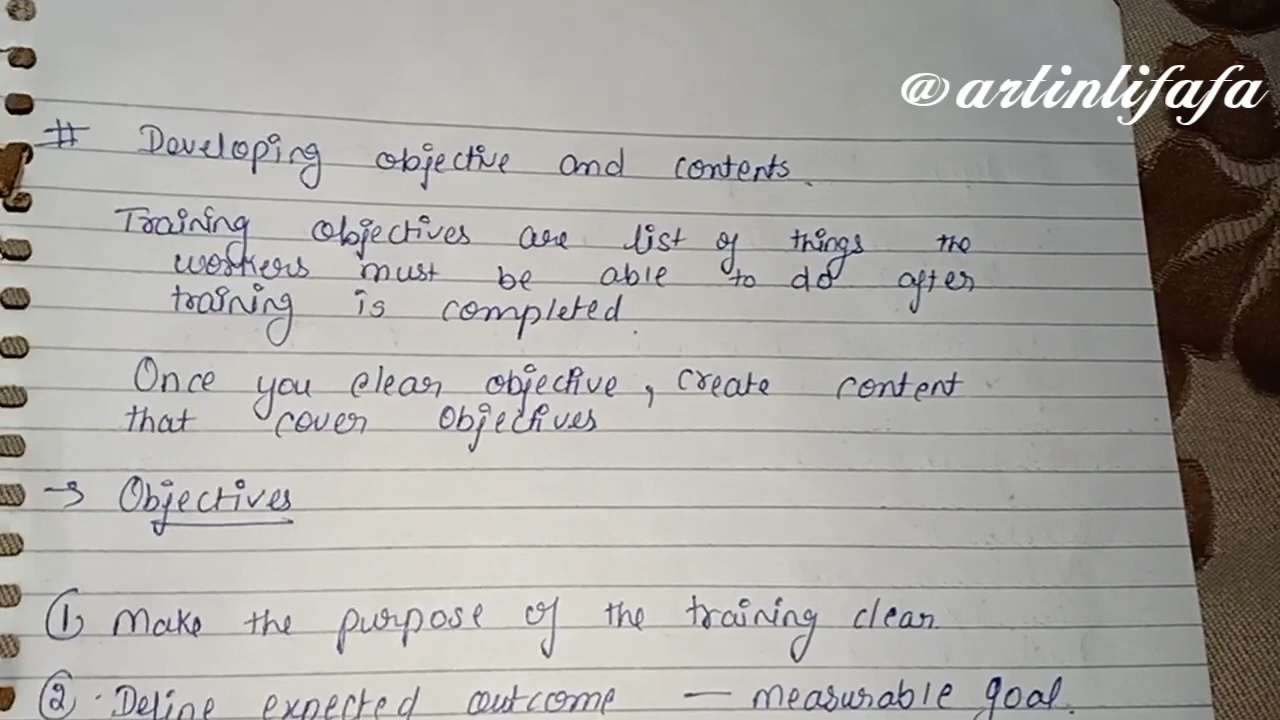 @artinlifafa
# Developing objective and contents.
Training objectives are list of things the
workers must be able to do after
training is completed.
Once you clear objective, create content
that cover objectives
→ Objectives
① Make the purpose of the training clear
② Define expected outcome — measurable goal.